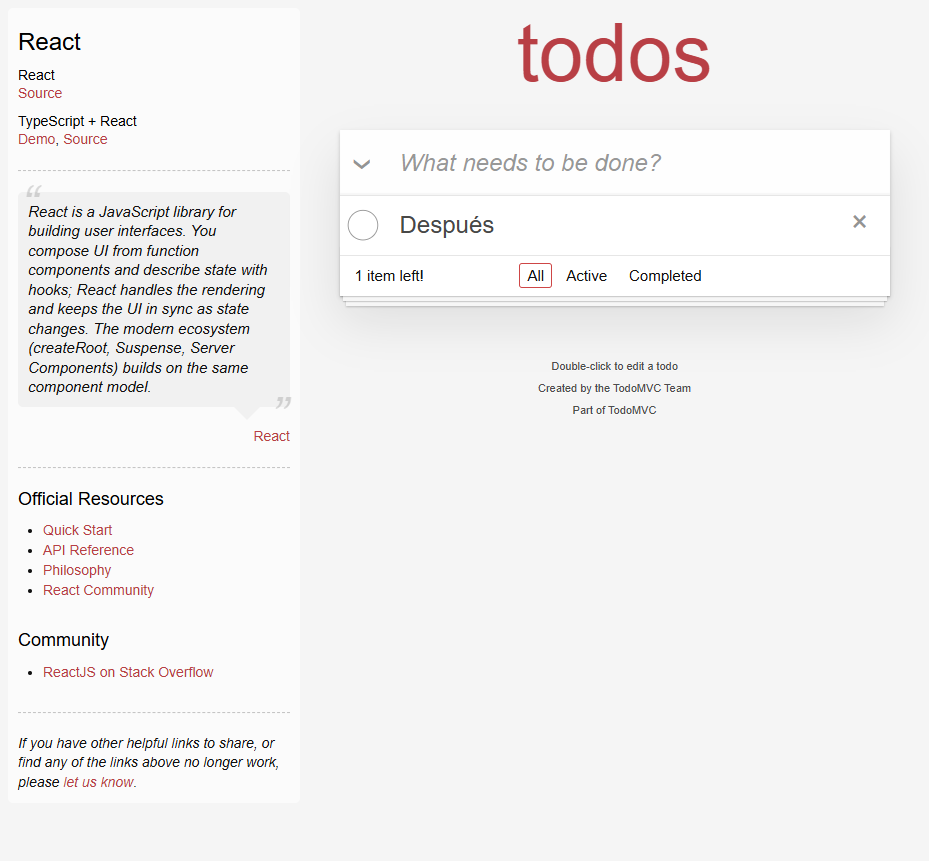 React
React
Source
TypeScript + React
Demo, Source
“
React is a JavaScript library for
building user interfaces. You
compose UI from function
components and describe state with
hooks; React handles the rendering
and keeps the UI in sync as state
changes. The modern ecosystem
(createRoot, Suspense, Server
Components) builds on the same
component model.
”
React
Official Resources
• Quick Start
• API Reference
• Philosophy
• React Community
Community
• ReactJS on Stack Overflow
If you have other helpful links to share, or
find any of the links above no longer work,
please let us know.
todos
What needs to be done?
Después
×
1 item left!
All Active Completed
Double-click to edit a todo
Created by the TodoMVC Team
Part of TodoMVC